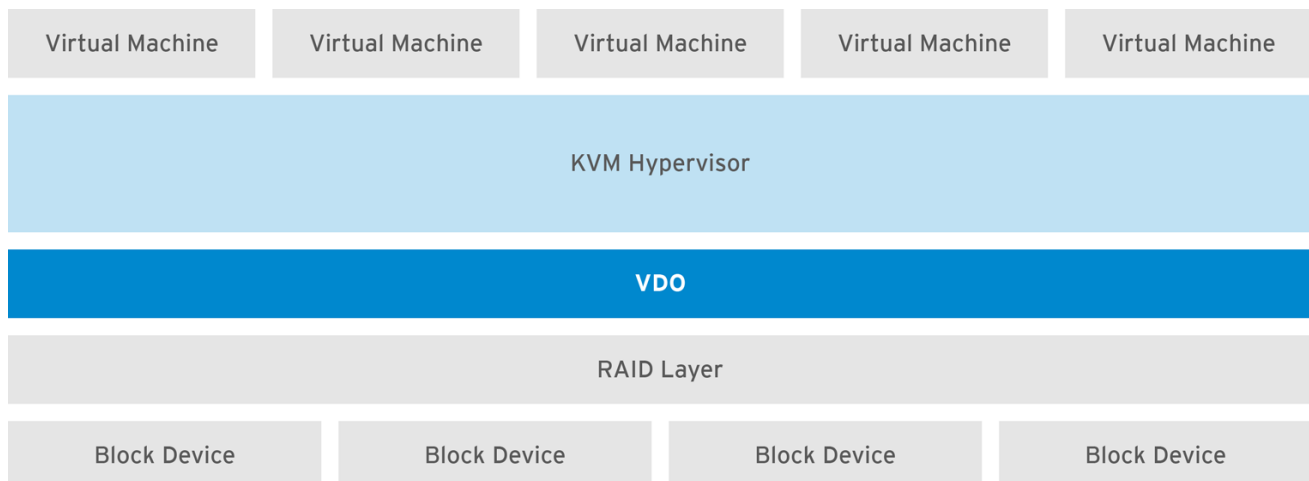 Virtual Machine Virtual Machine Virtual Machine Virtual Machine Virtual Machine
KVM Hypervisor
VDO
RAID Layer
Block Device Block Device Block Device Block Device